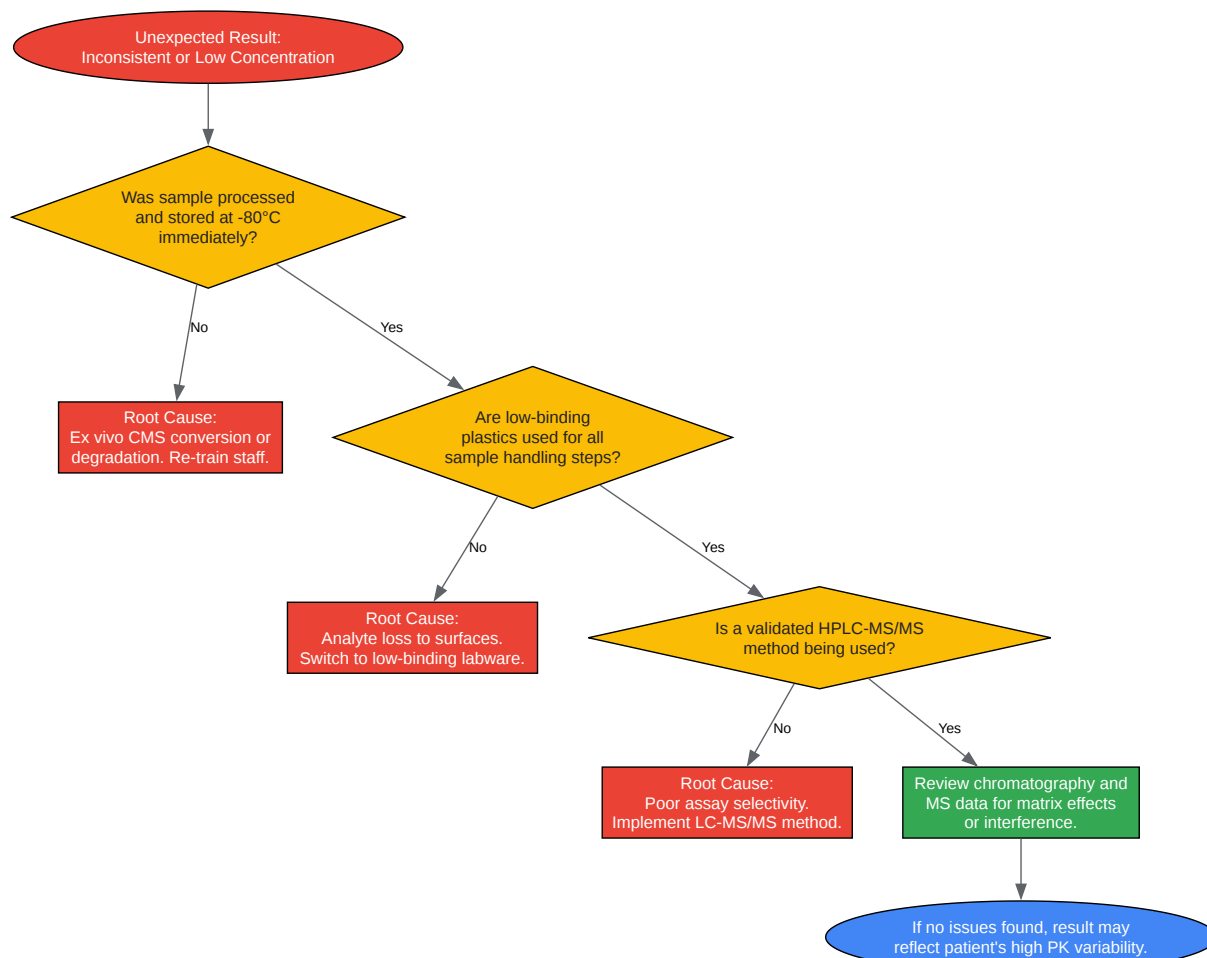 Unexpected Result:
Inconsistent or Low Concentration
Was sample processed
and stored at -80°C
immediately?
No
Yes
Root Cause:
Ex vivo CMS conversion or
degradation. Re-train staff.
Are low-binding
plastics used for all
sample handling steps?
No
Yes
Root Cause:
Analyte loss to surfaces.
Switch to low-binding labware.
Is a validated HPLC-MS/MS
method being used?
No
Yes
Root Cause:
Poor assay selectivity.
Implement LC-MS/MS method.
Review chromatography and
MS data for matrix effects
or interference.
If no issues found, result may
reflect patient's high PK variability.